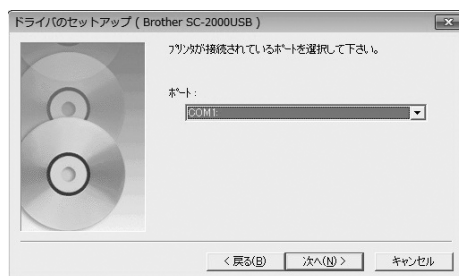 ドライバのセットアップ ( Brother SC-2000USB )
プリンタが接続されているポートを選択して下さい。
ポート :
COM1:
< 戻る(B)
次へ(N) >
キャンセル